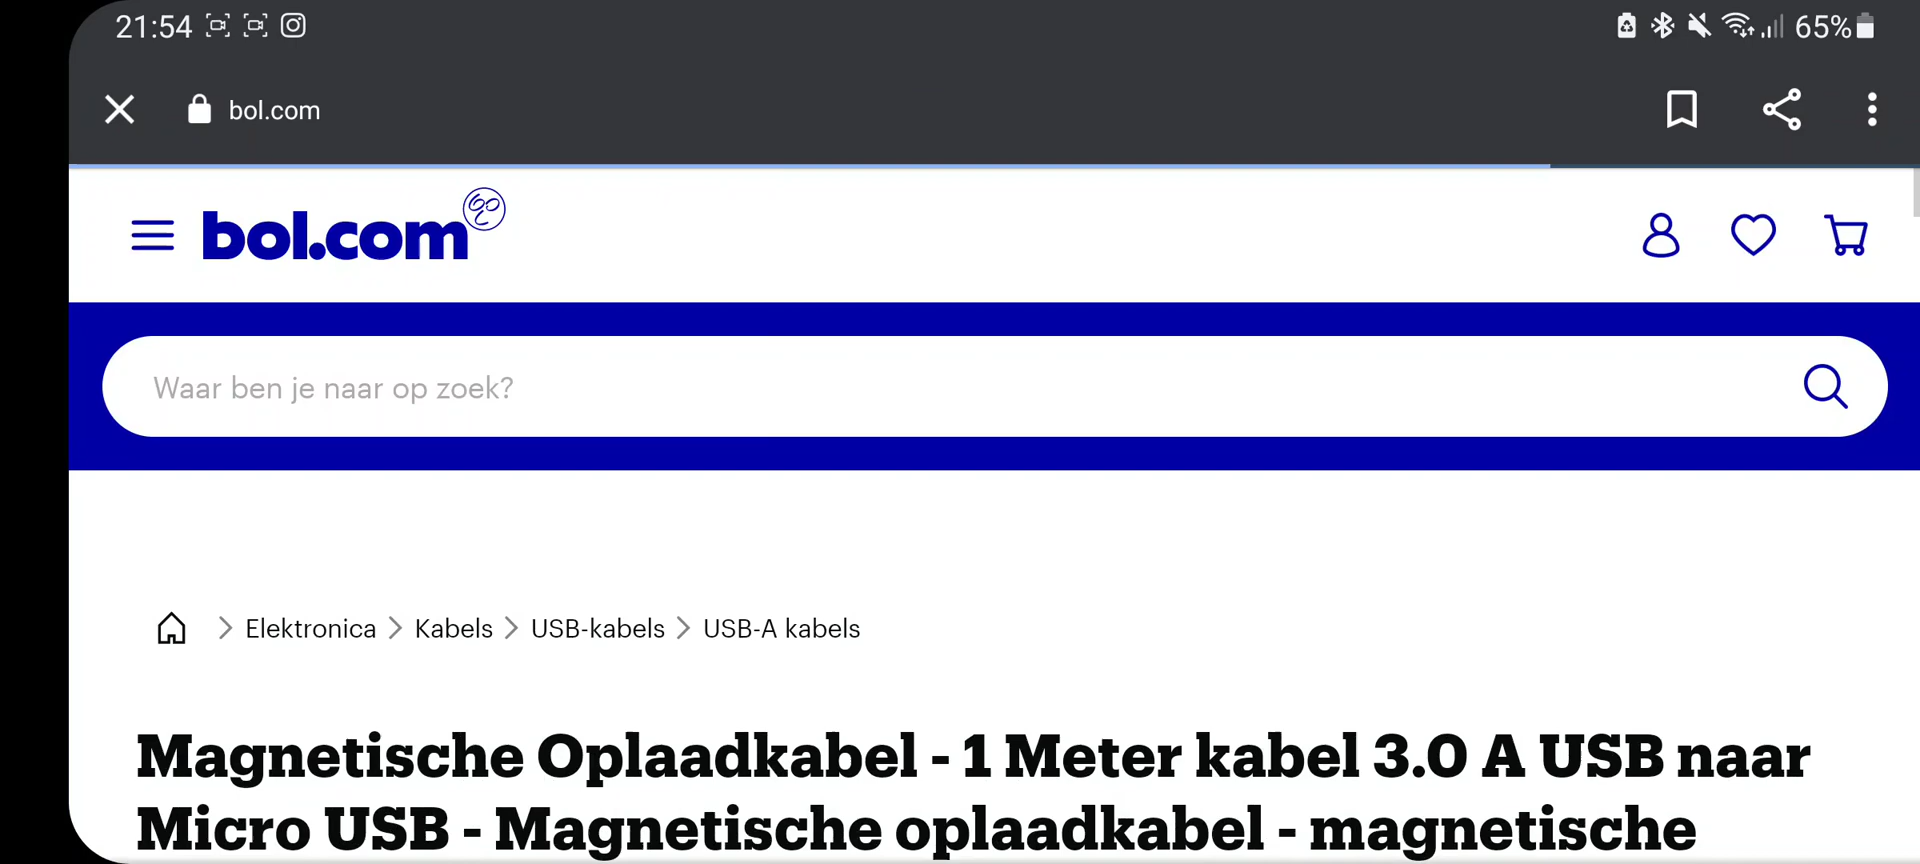 21:54
65%
bol.com
bol.com
Waar ben je naar op zoek?
Elektronica > Kabels > USB-kabels > USB-A kabels
Magnetische Oplaadkabel - 1 Meter kabel 3.0 A USB naar
Micro USB - Magnetische oplaadkabel - magnetische